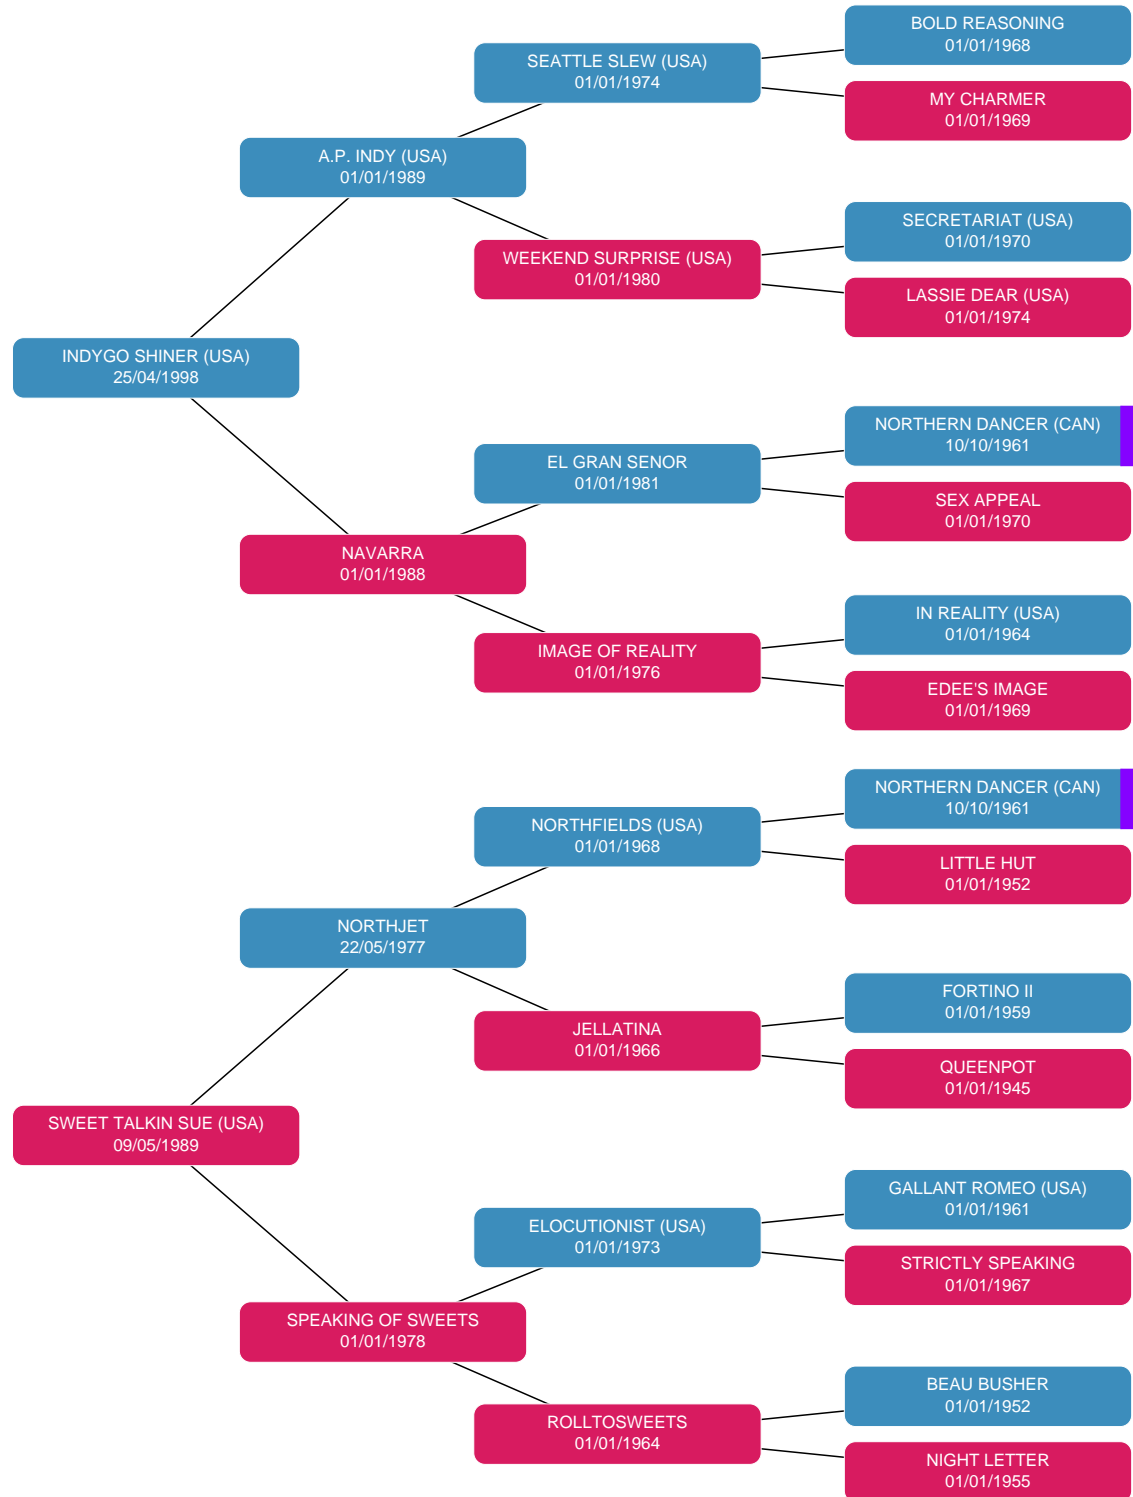 BOLD REASONING
01/01/1968
SEATTLE SLEW (USA)
01/01/1974
MY CHARMER
01/01/1969
A.P. INDY (USA)
01/01/1989
SECRETARIAT (USA)
01/01/1970
WEEKEND SURPRISE (USA)
01/01/1980
LASSIE DEAR (USA)
01/01/1974
INDYGO SHINER (USA)
25/04/1998
NORTHERN DANCER (CAN)
10/10/1961
EL GRAN SENOR
01/01/1981
SEX APPEAL
01/01/1970
NAVARRA
01/01/1988
IN REALITY (USA)
01/01/1964
IMAGE OF REALITY
01/01/1976
EDEE'S IMAGE
01/01/1969
NORTHERN DANCER (CAN)
10/10/1961
NORTHFIELDS (USA)
01/01/1968
LITTLE HUT
01/01/1952
NORTHJET
22/05/1977
FORTINO II
01/01/1959
JELLATINA
01/01/1966
QUEENPOT
01/01/1945
SWEET TALKIN SUE (USA)
09/05/1989
GALLANT ROMEO (USA)
01/01/1961
ELOCUTIONIST (USA)
01/01/1973
STRICTLY SPEAKING
01/01/1967
SPEAKING OF SWEETS
01/01/1978
BEAU BUSHER
01/01/1952
ROLLTOSWEETS
01/01/1964
NIGHT LETTER
01/01/1955